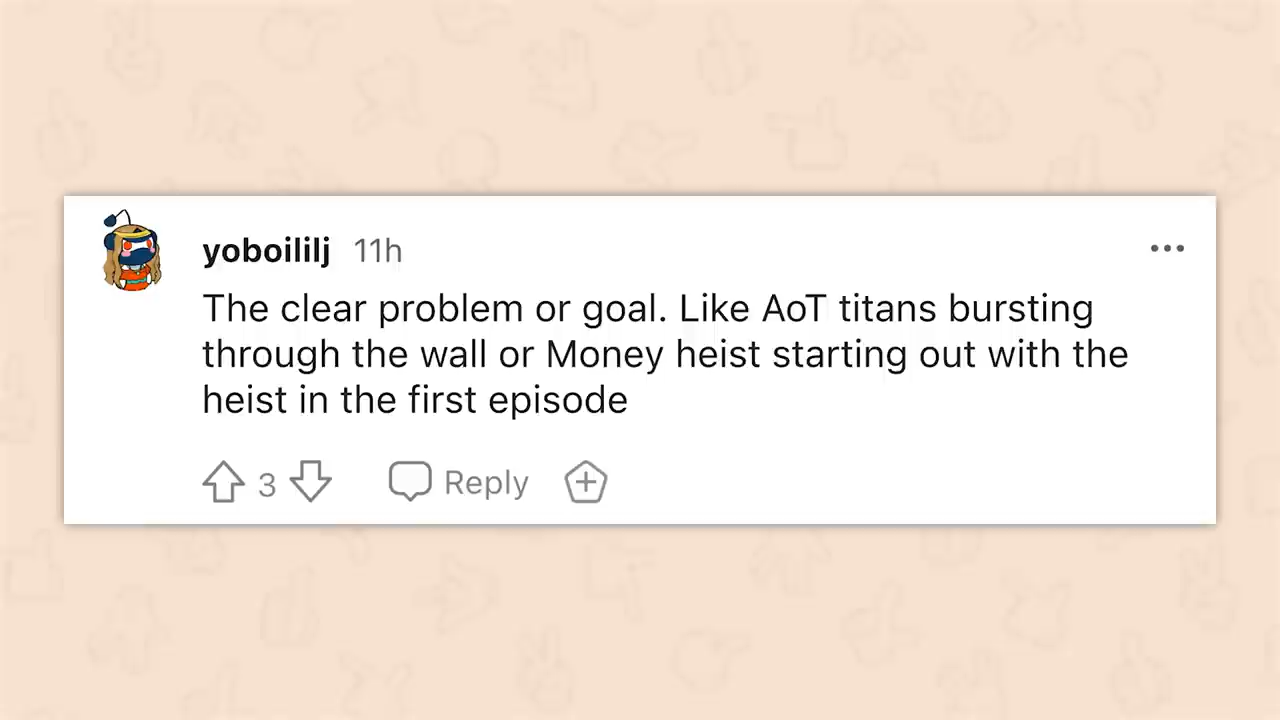 yoboililj 11h
The clear problem or goal. Like AoT titans bursting
through the wall or Money heist starting out with the
heist in the first episode
3 Reply